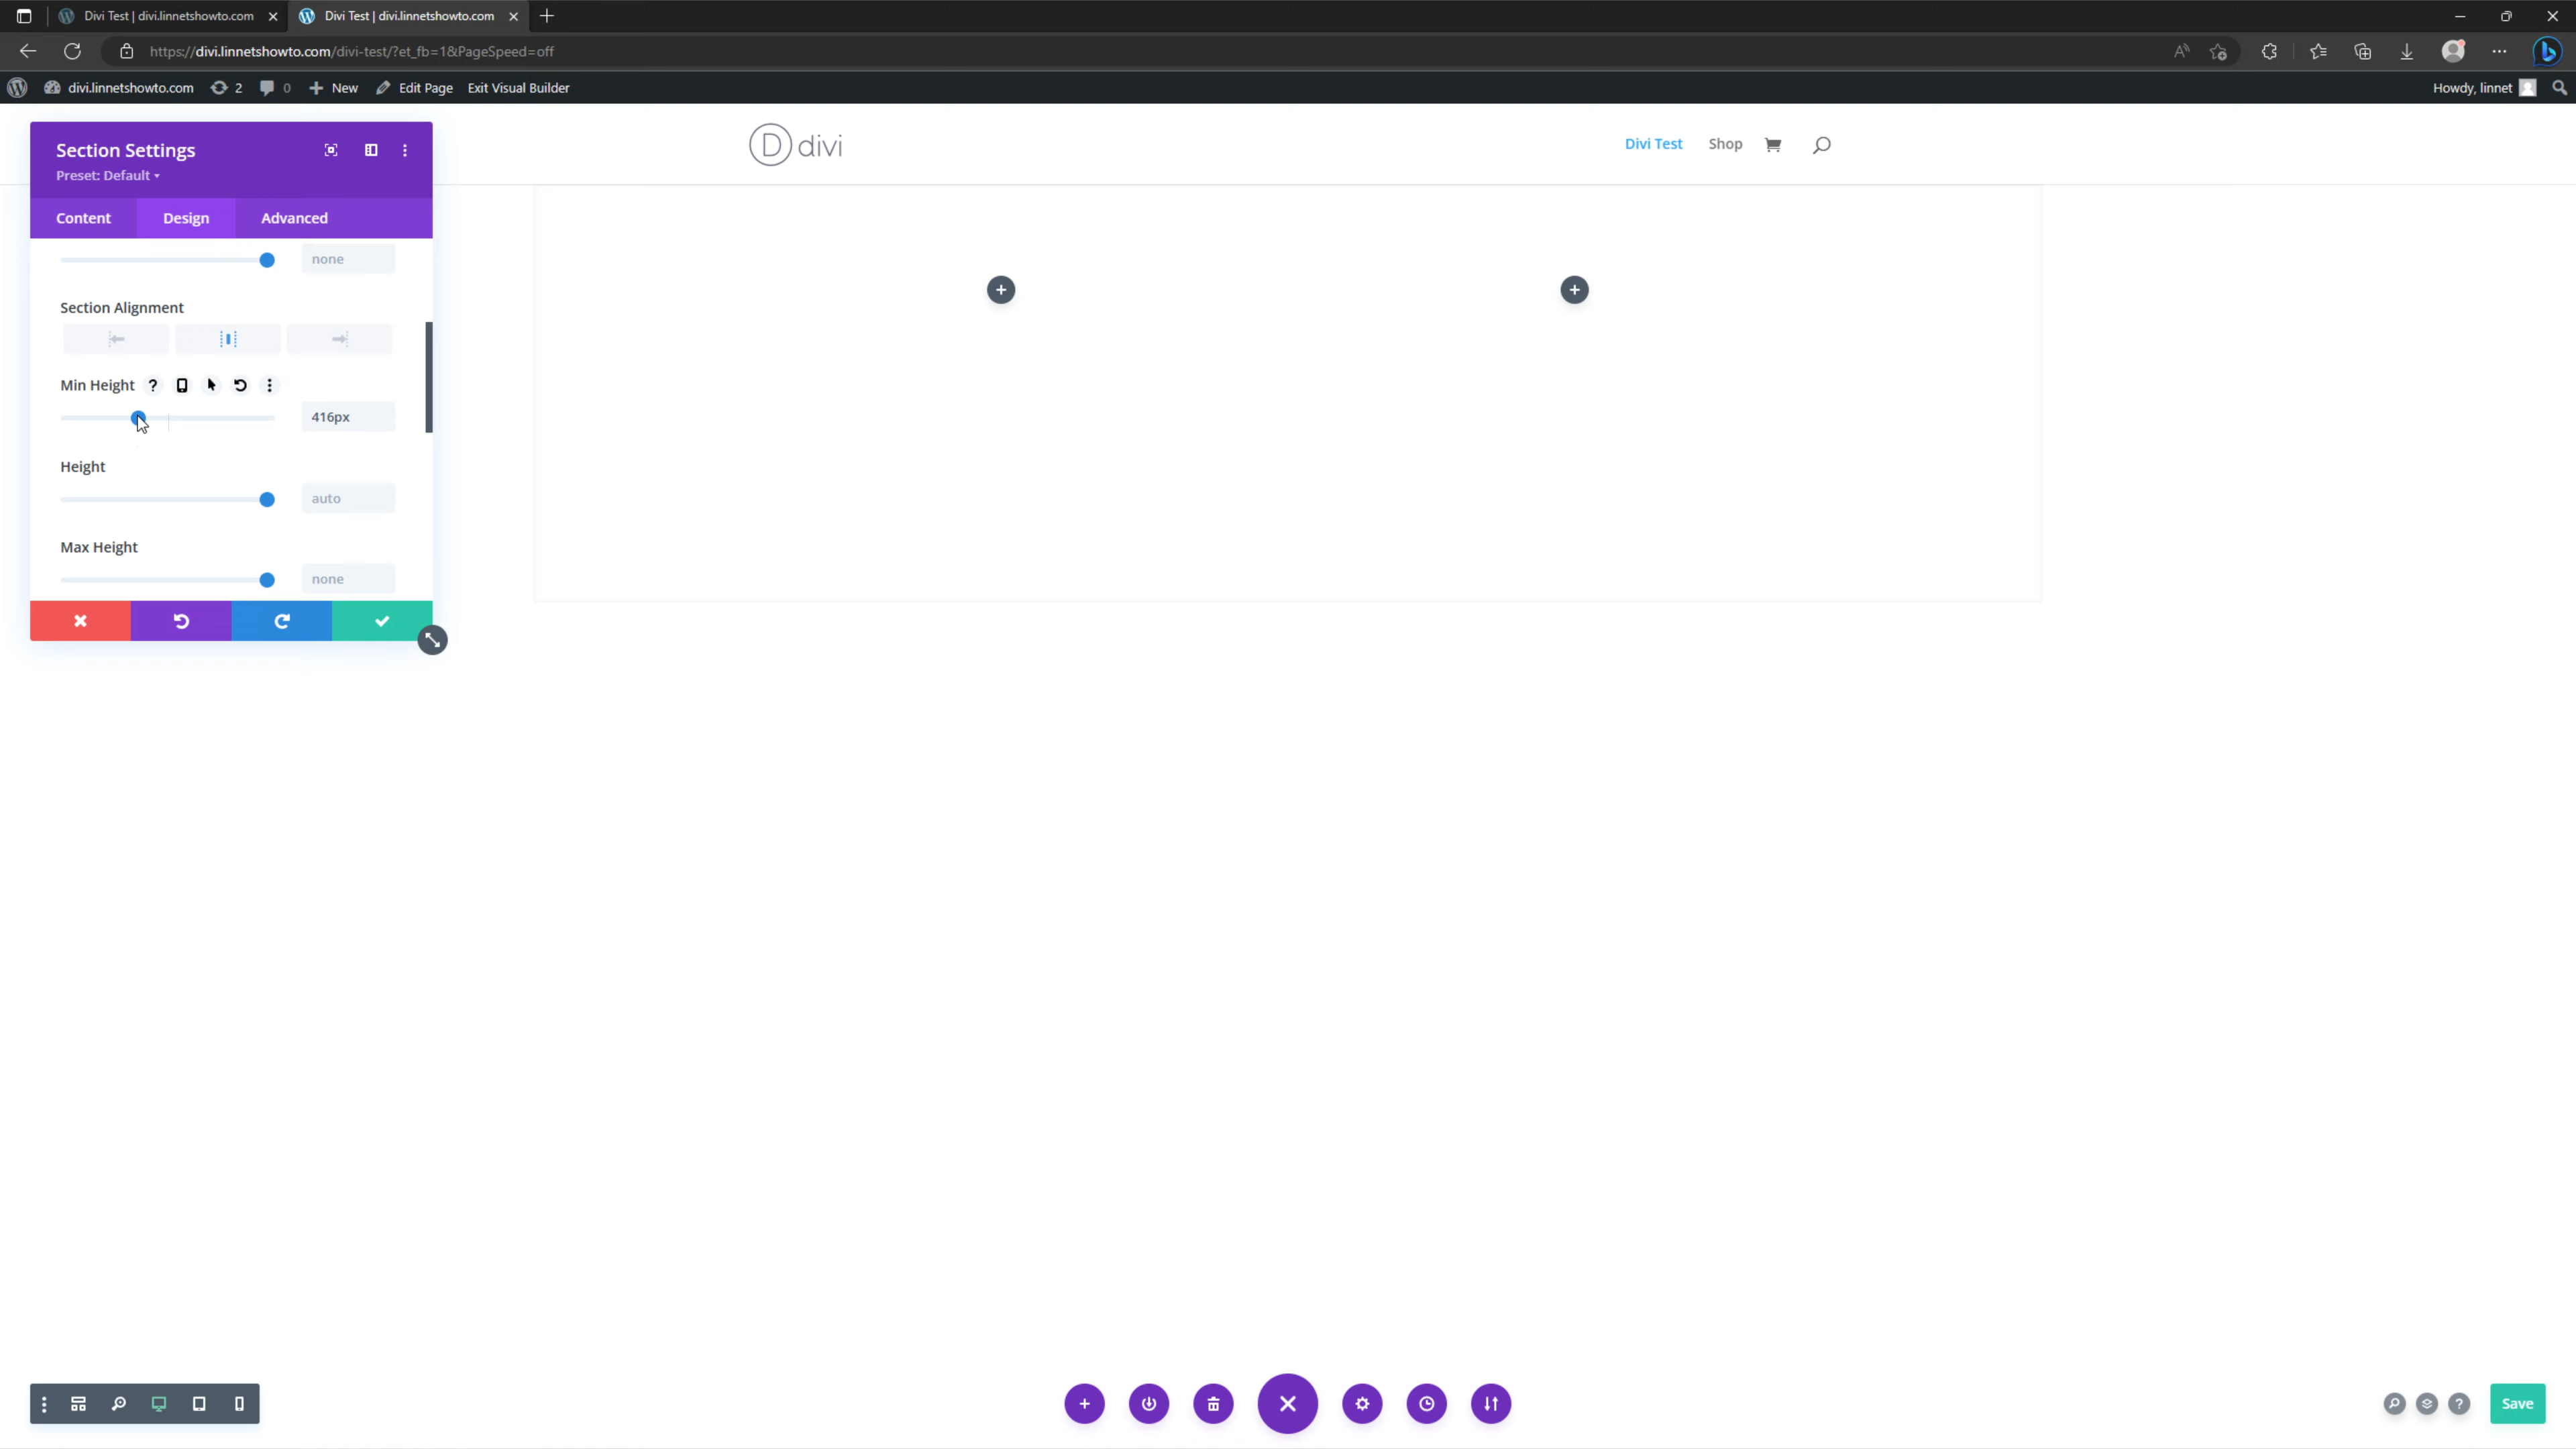 Divi Test | divi.linnetshowto.com
Divi Test | divi.linnetshowto.com
https://divi.linnetshowto.com/divi-test/?et_fb=1&PageSpeed=off
divi.linnetshowto.com 2 0 New Edit Page Exit Visual Builder Howdy, linnet
Section Settings
Preset: Default
Content Design Advanced
D divi
Divi Test Shop
none
Section Alignment
Min Height ?
416px
Height
auto
Max Height
none
? Save